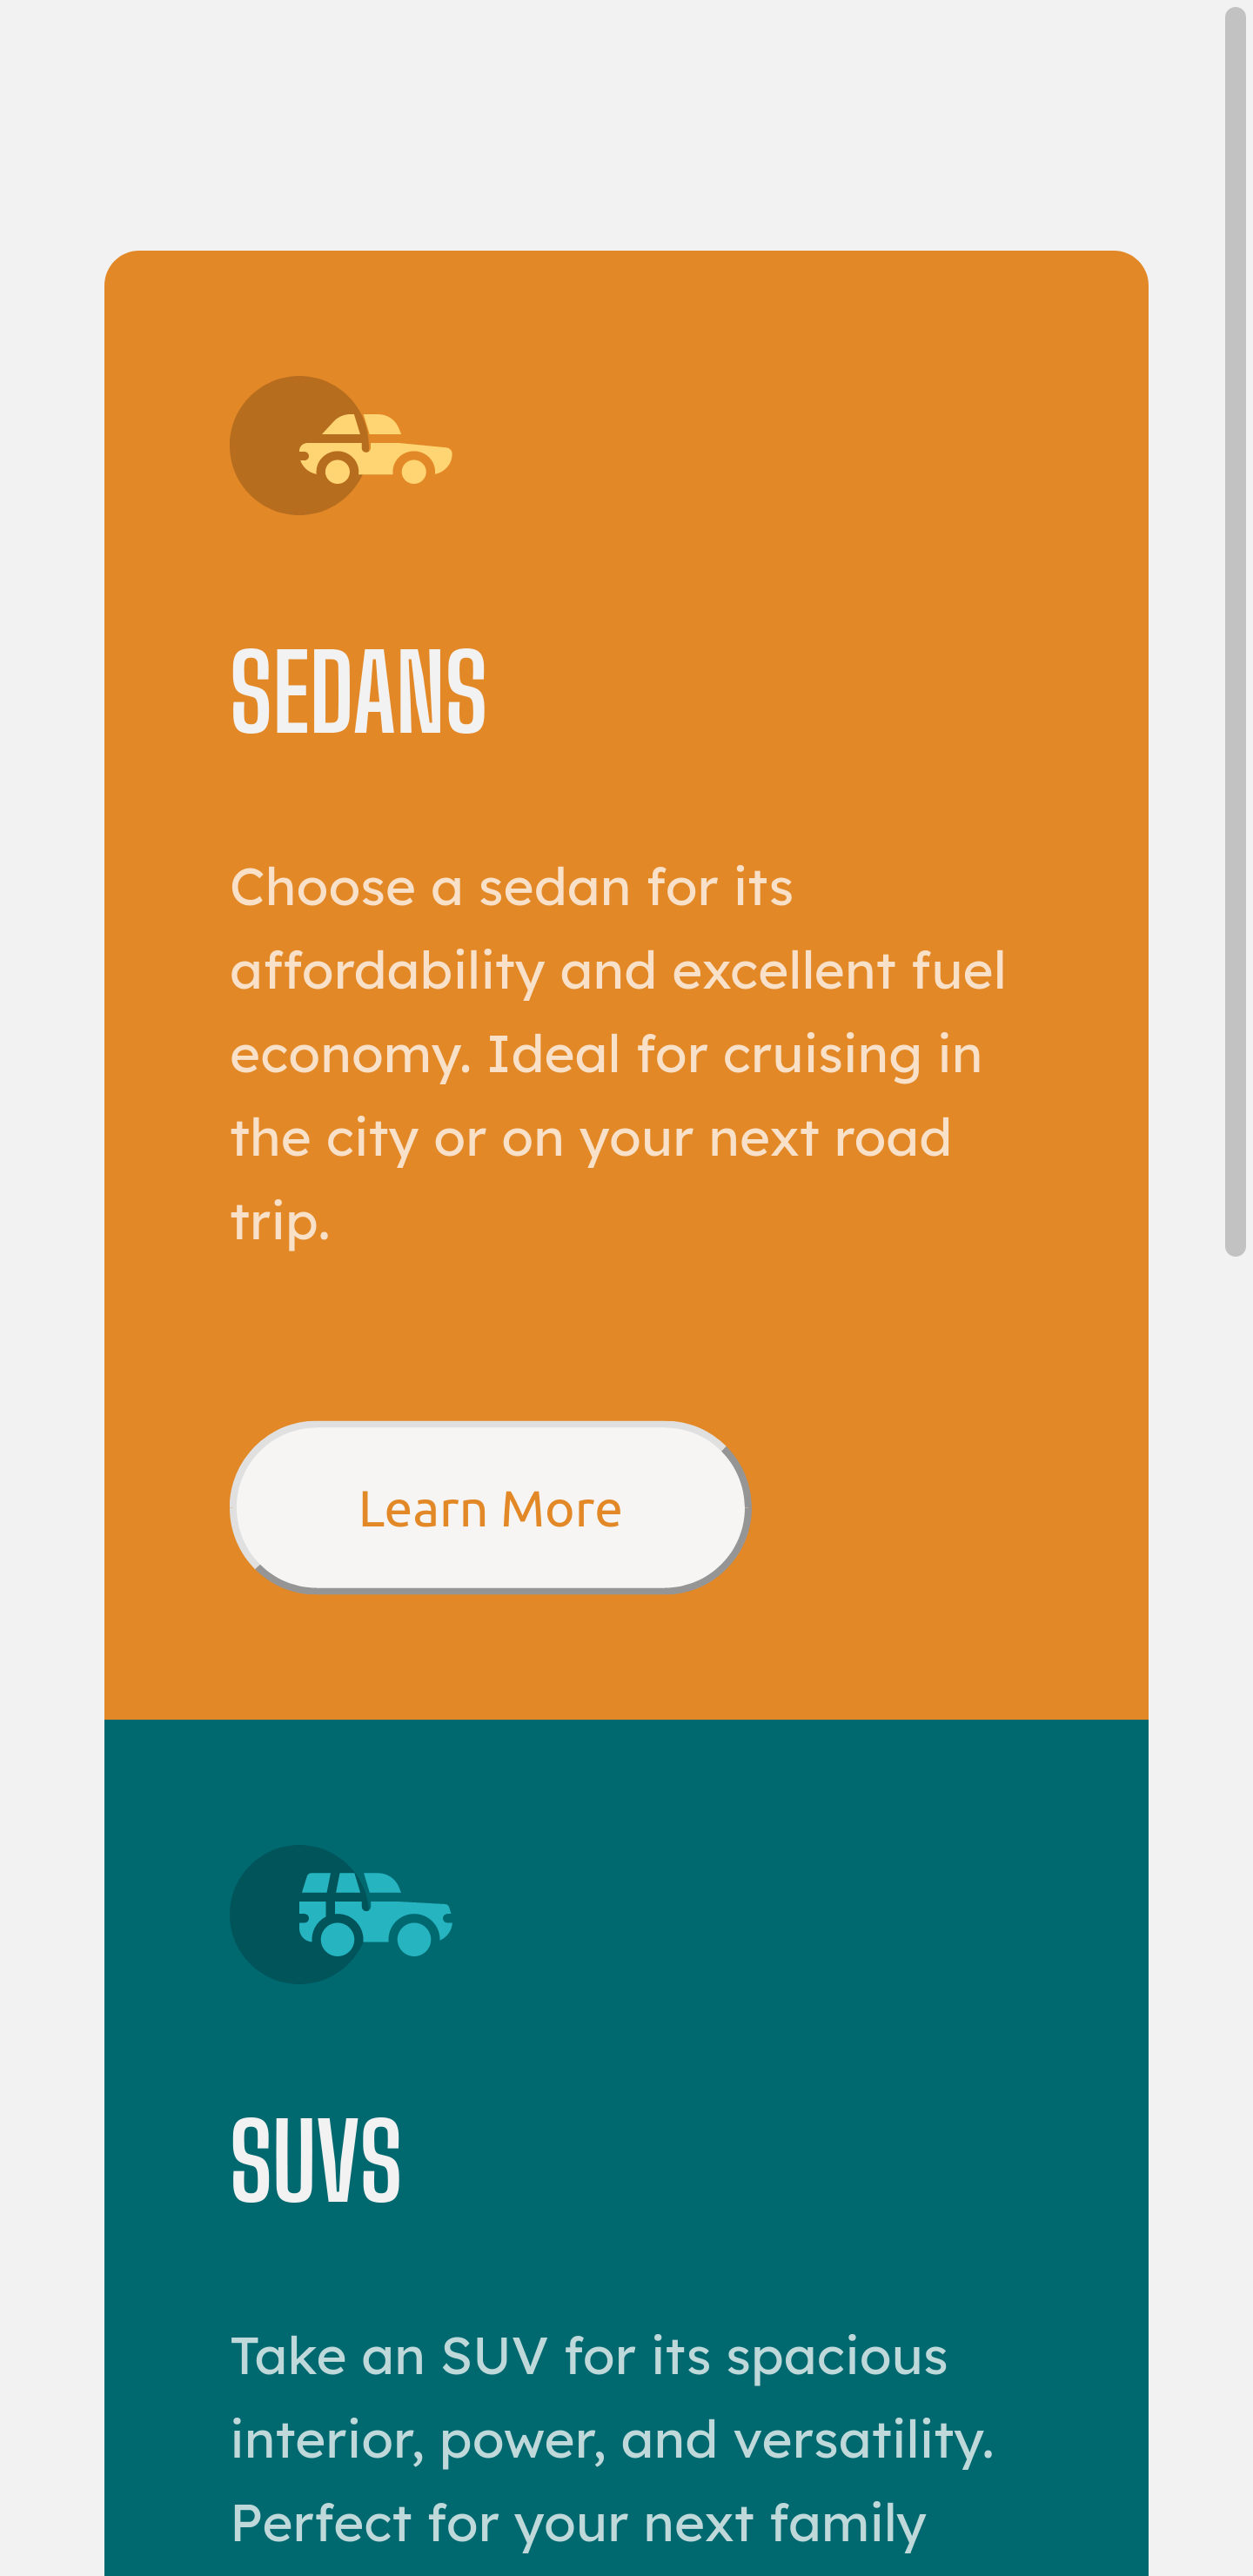 SEDANS
Choose a sedan for its
affordability and excellent fuel
economy. Ideal for cruising in
the city or on your next road
trip.
Learn More
SUVS
Take an SUV for its spacious
interior, power, and versatility.
Perfect for your next family